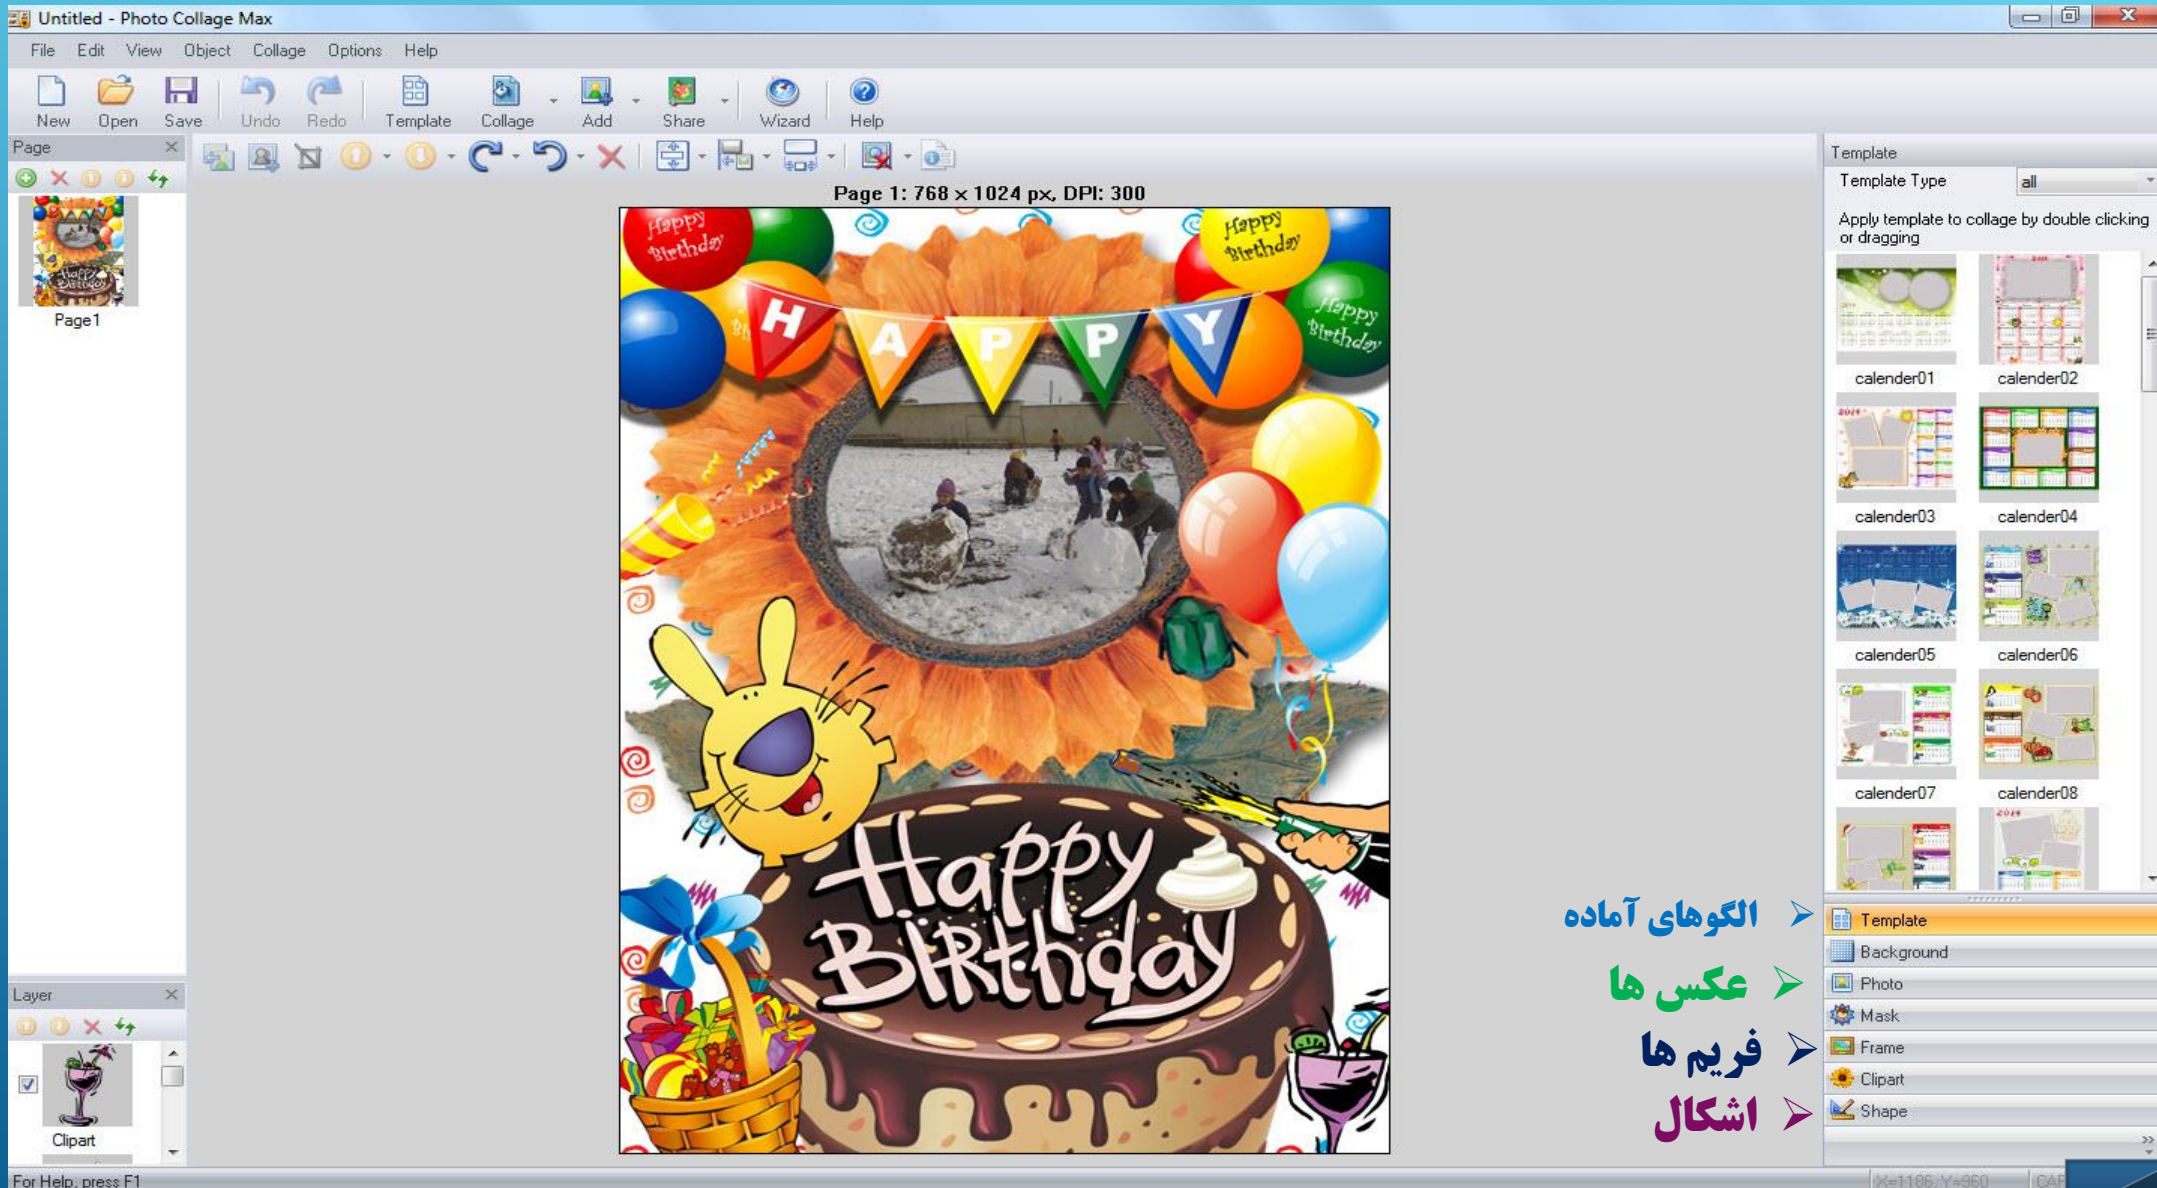 Untitled - Photo Collage Max
File Edit View Object Collage Options Help
New Open Save Undo Redo Template Collage Add Share Wizard Help
Page
Page1
Page 1: 768 x 1024 px, DPI: 300
Happy Birthday
Happy Birthday
Happy Birthday
HAPPY
Happy
BIRthday
Template
Template Type all
Apply template to collage by double clicking
or dragging
calender01 calender02
calender03 calender04
calender05 calender06
calender07 calender08
الگوهای آماده
عکس ها
فریم ها
اشکال
Template
Background
Photo
Mask
Frame
Clipart
Shape
Layer
Clipart
For Help, press F1
X=1186, Y=960